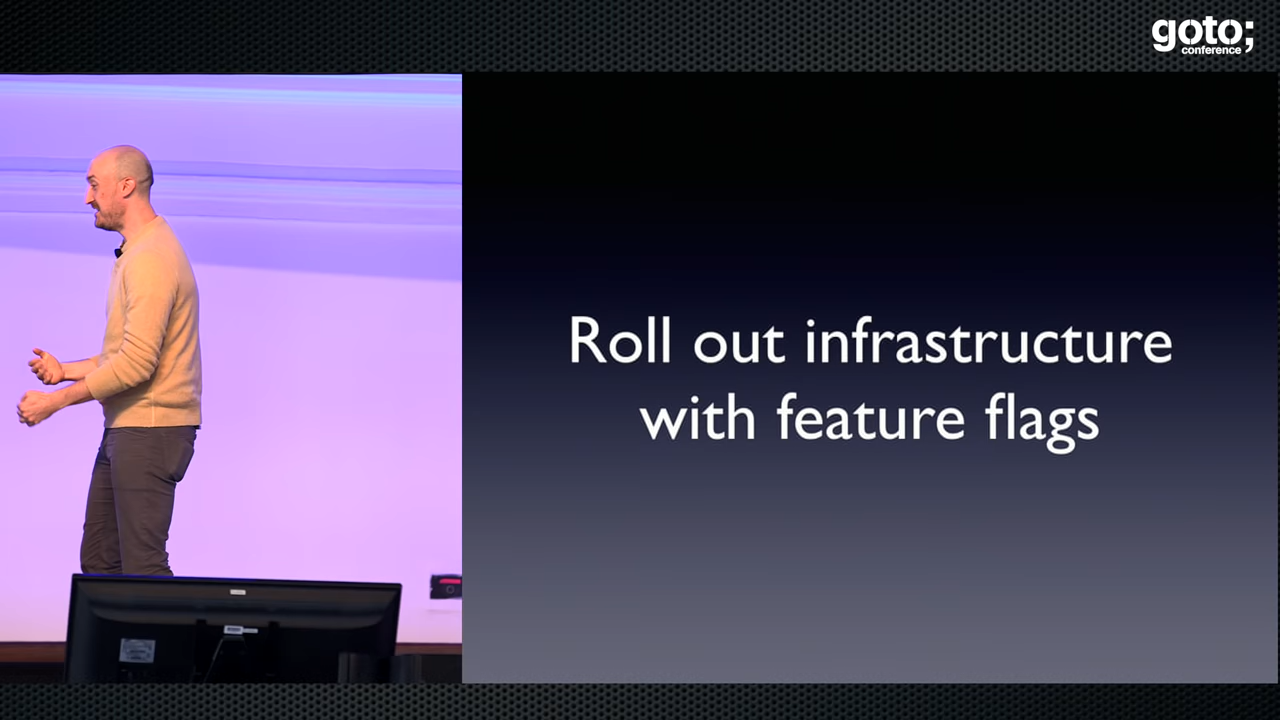 goto;
conference
Roll out infrastructure
with feature flags